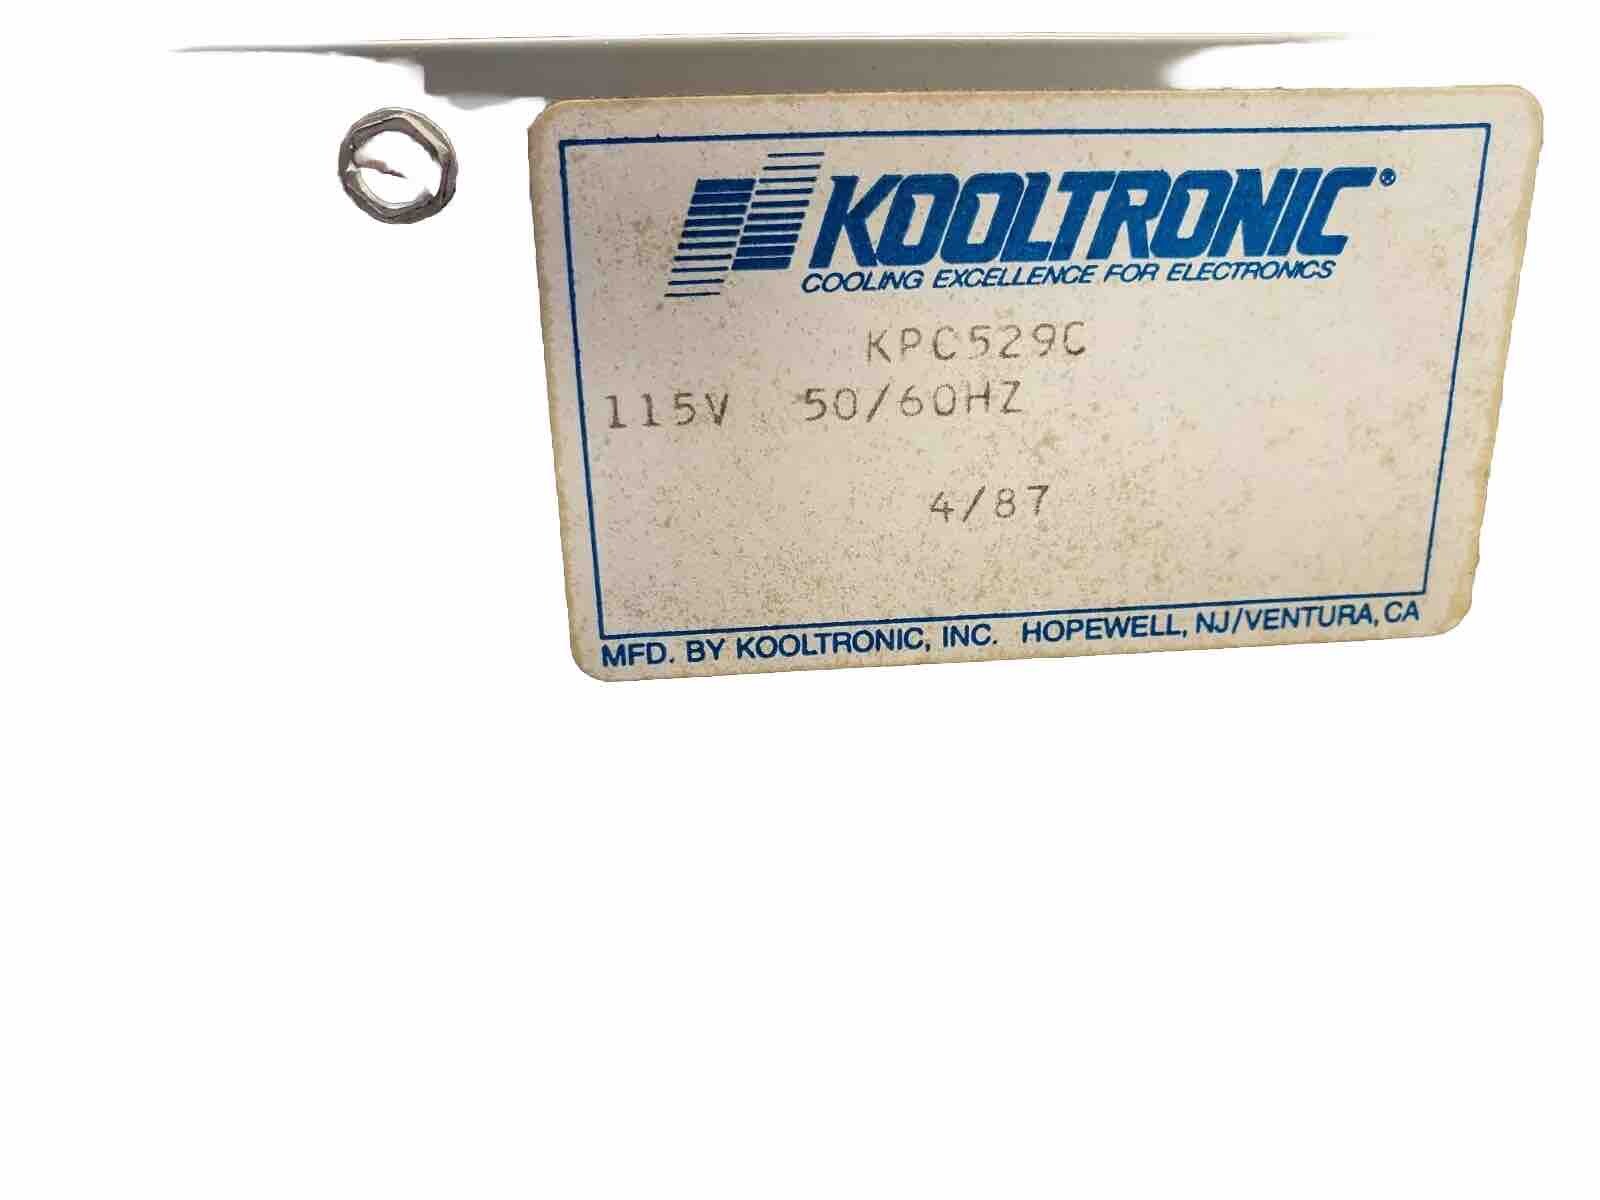 KOOLTRONIC®
COOLING EXCELLENCE FOR ELECTRONICS
KPC529C
115V 50/60HZ
4/87
MFD. BY KOOLTRONIC, INC. HOPEWELL, NJ/VENTURA, CA